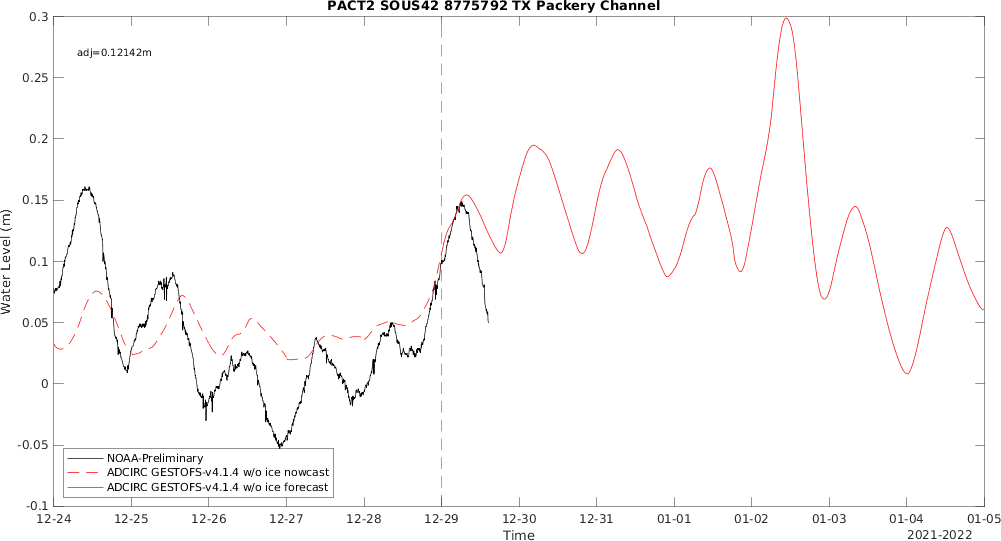 PACT2 SOUS42 8775792 TX Packery Channel
adj=0.12142m
0.3
0.25
0.2
0.15
0.1
0.05
0
-0.05
-0.1
Water Level (m)
NOAA-Preliminary
ADCIRC GESTOFS-v4.1.4 w/o ice nowcast
ADCIRC GESTOFS-v4.1.4 w/o ice forecast
12-24 12-25 12-26 12-27 12-28 12-29 12-30 12-31 01-01 01-02 01-03 01-04 01-05
Time
2021-2022